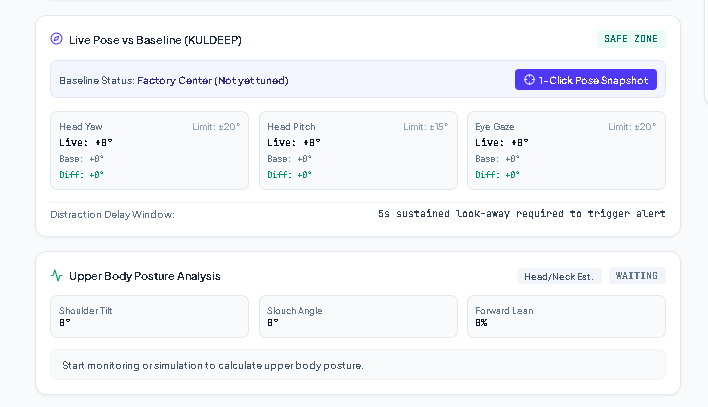 Live Pose vs Baseline (KULDEEP)
SAFE ZONE
Baseline Status: Factory Center (Not yet tuned)
1-Click Pose Snapshot
Head Yaw
Limit: ±20°
Live: +0°
Base: +0°
Diff: +0°
Head Pitch
Limit: ±15°
Live: +0°
Base: +0°
Diff: +0°
Eye Gaze
Limit: ±20°
Live: +0°
Base: +0°
Diff: +0°
Distraction Delay Window:
5s sustained look-away required to trigger alert
Upper Body Posture Analysis
Head/Neck Est.
WAITING
Shoulder Tilt
0°
Slouch Angle
0°
Forward Lean
0%
Start monitoring or simulation to calculate upper body posture.